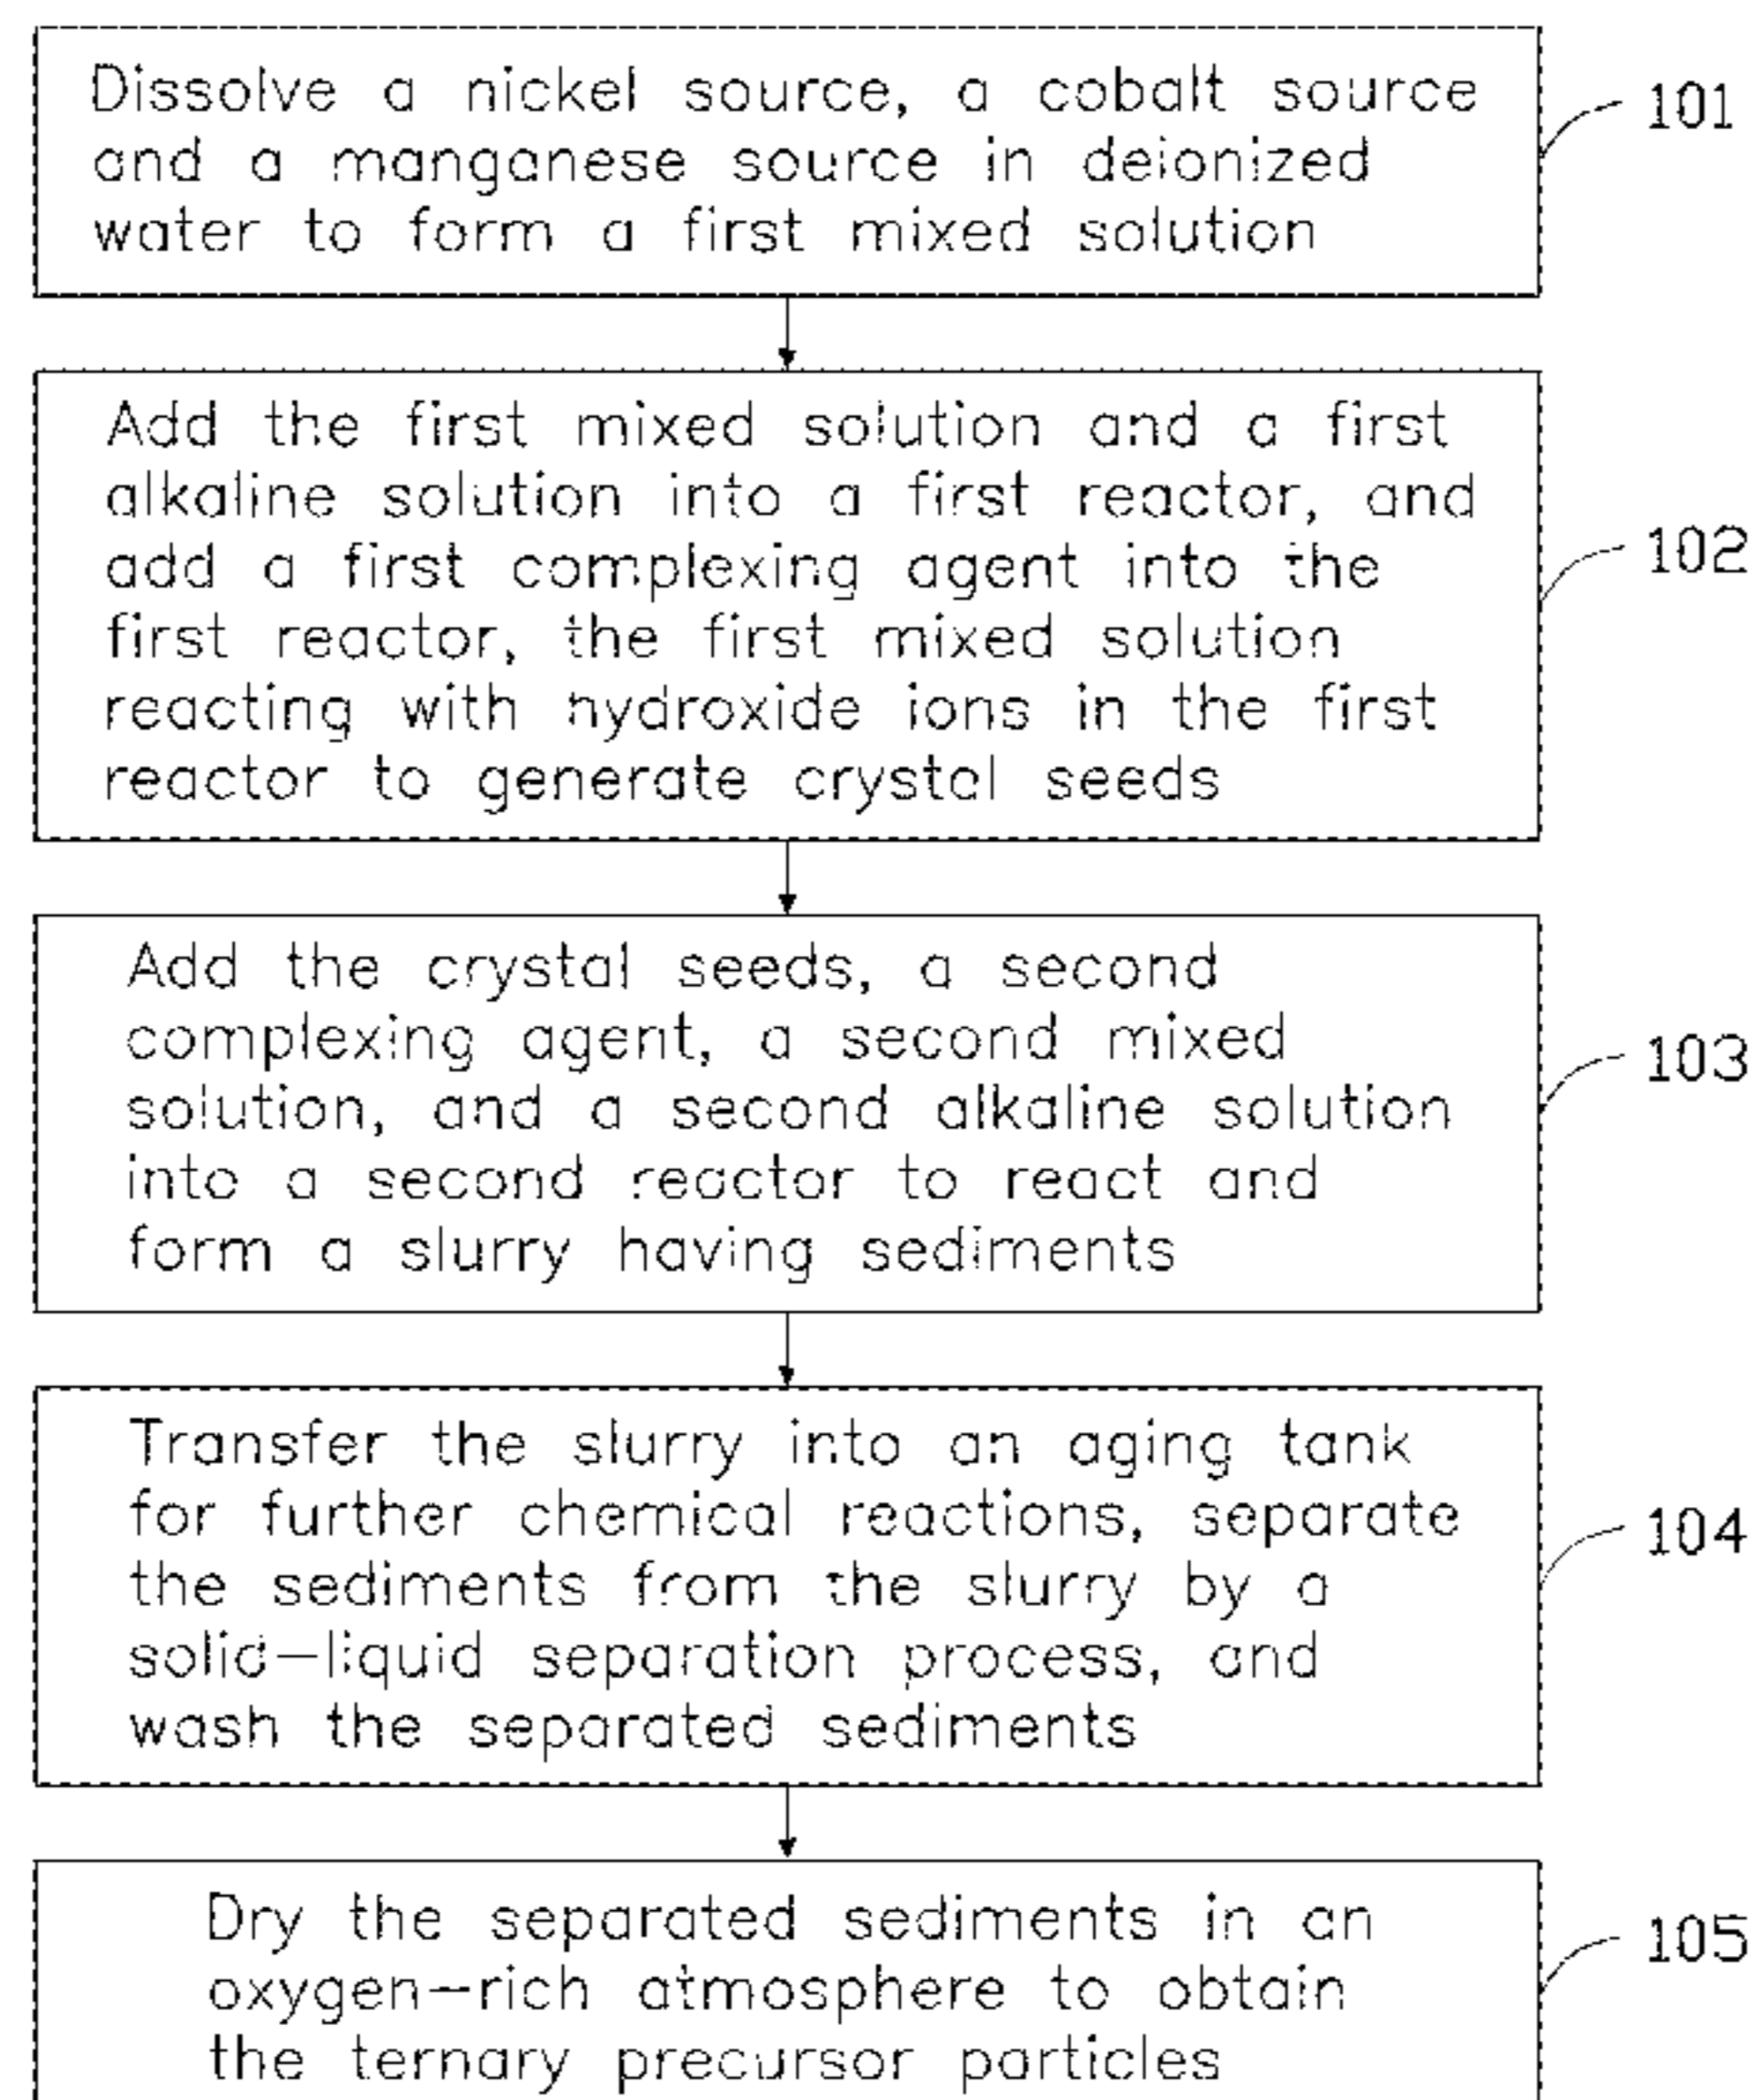 Dissolve a nickel source, a cobalt source
and a manganese source in deionized
water to form a first mixed solution
101
Add the first mixed solution and a first
alkaline solution into a first reactor, and
add a first complexing agent into the
first reactor, the first mixed solution
reacting with hydroxide ions in the first
reactor to generate crystal seeds
102
Add the crystal seeds, a second
complexing agent, a second mixed
solution, and a second alkaline solution
into a second reactor to react and
form a slurry having sediments
103
Transfer the slurry into an aging tank
for further chemical reactions, separate
the sediments from the slurry by a
solid-liquid separation process, and
wash the separated sediments
104
Dry the separated sediments in an
oxygen-rich atmosphere to obtain
the ternary precursor particles
105